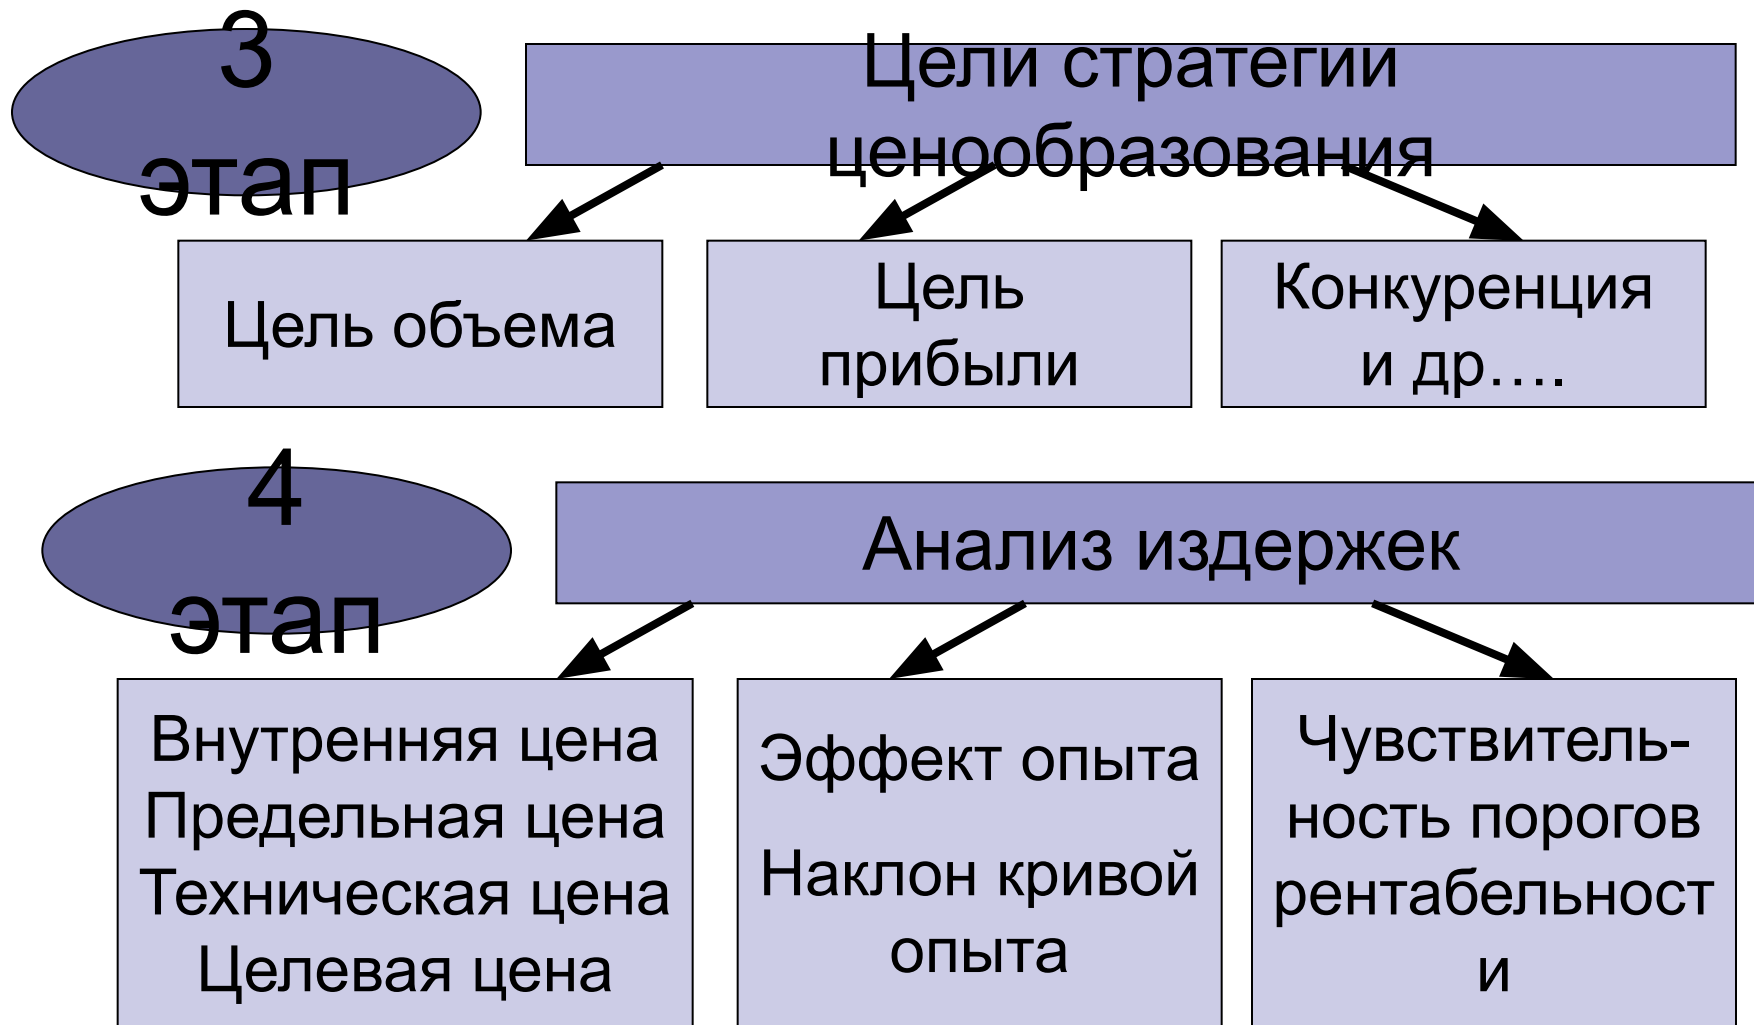 3
этап
Цели стратегии
ценообразования
Цель объема
Цель
прибыли
Конкуренция
и др….
4
этап
Анализ издержек
Внутренняя цена
Предельная цена
Техническая цена
Целевая цена
Эффект опыта
Наклон кривой
опыта
Чувствитель-
ность порогов
рентабельност
и